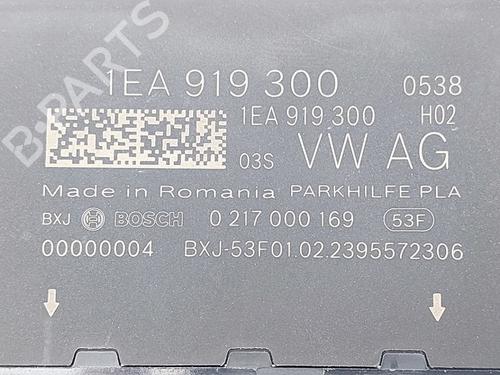 1EA 919 300 0538
1EA 919 300 H02
03S VW AG
Made in Romania PARKHILFE PLA
BXJ BOSCH 0 217 000 169 53F
00000004 BXJ-53F01.02.2395572306
B-PARTS